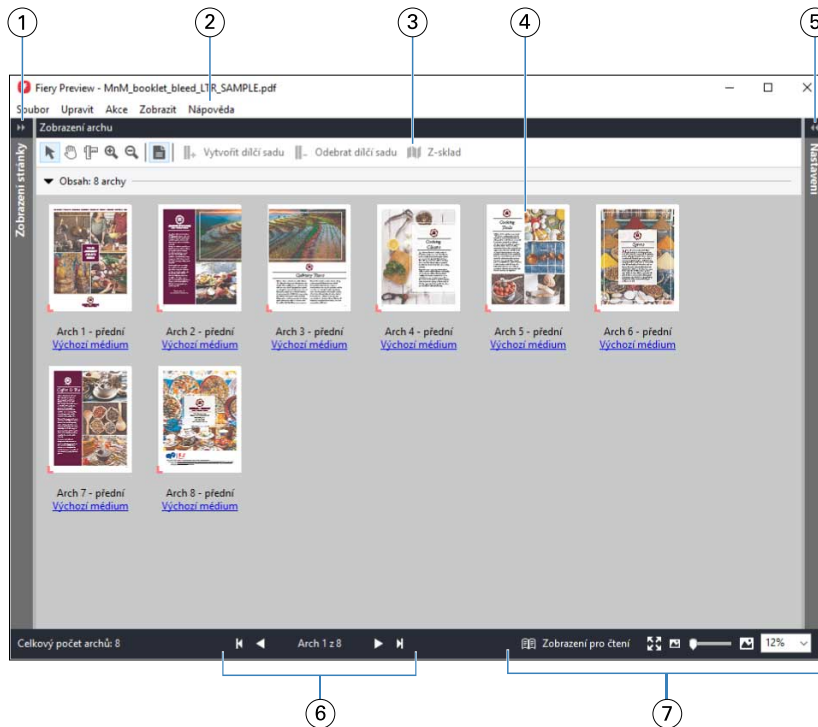 1
2
3
4
5
Fiery Preview - MnM_booklet_bleed_LTR_SAMPLE.pdf
Soubor Upravit Akce Zobrazit Nápověda
Zobrazení archu
Vytvořit dílčí sadu Odebrat dílčí sadu Z-sklad
Zobrazení stránky
Nastavení
Obsah: 8 archy
Arch 1 - přední Arch 2 - přední Arch 3 - přední Arch 4 - přední Arch 5 - přední Arch 6 - přední
Výchozí médium Výchozí médium Výchozí médium Výchozí médium Výchozí médium Výchozí médium
Arch 7 - přední Arch 8 - přední
Výchozí médium Výchozí médium
Celkový počet archů: 8 Arch 1 z 8 Zobrazení pro čtení 12%
6
7